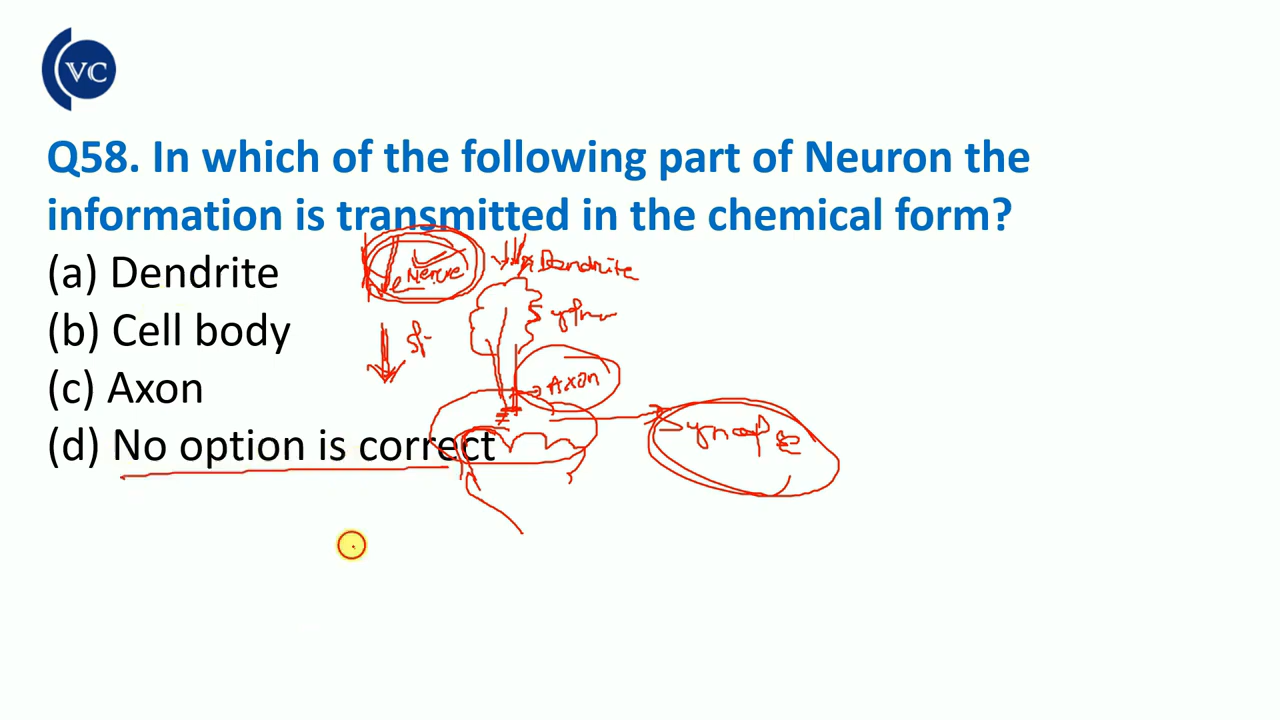 VC
Q58. In which of the following part of Neuron the
information is transmitted in the chemical form?
(a) Dendrite
Nerve
Dendrite
(b) Cell body
(c) Axon
Axon
(d) No option is correct
Synapse